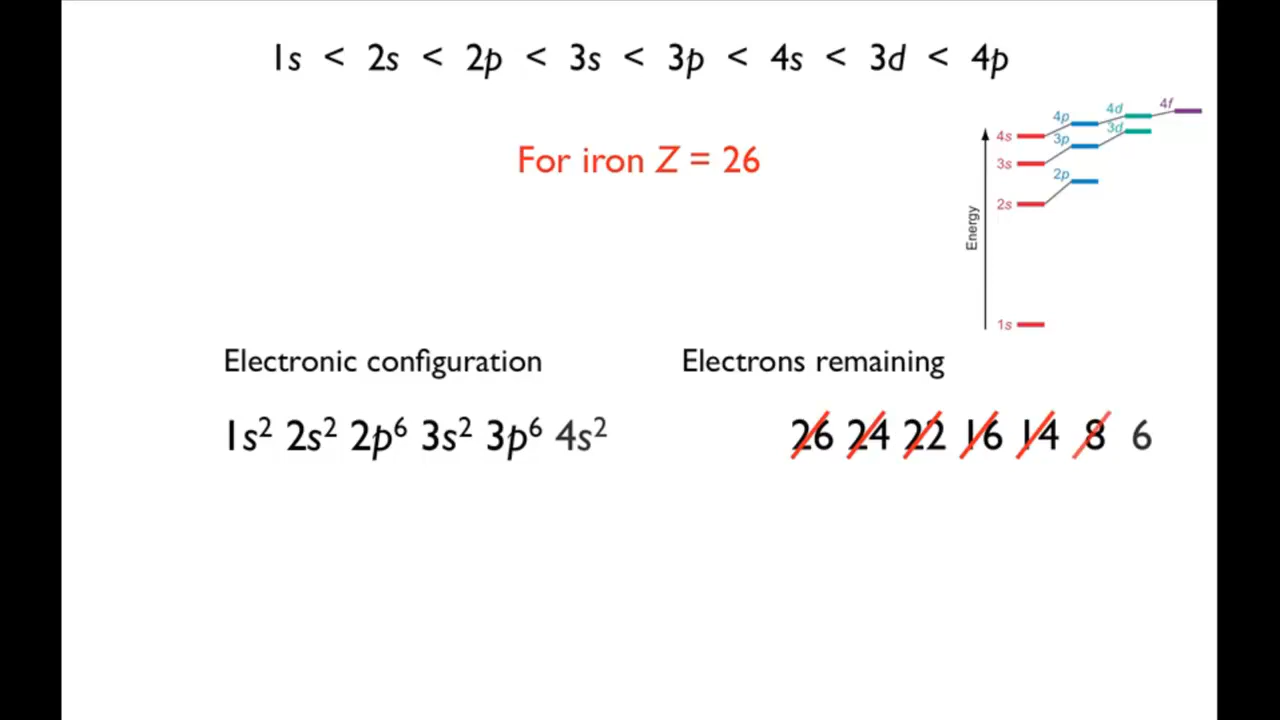 1s < 2s < 2p < 3s < 3p < 4s < 3d < 4p
For iron Z = 26
4f
4d
4p
3d
4s
3p
3s
2p
2s
Energy
1s
Electronic configuration
Electrons remaining
1s² 2s² 2p⁶ 3s² 3p⁶ 4s²
26 24 22 16 14 8 6